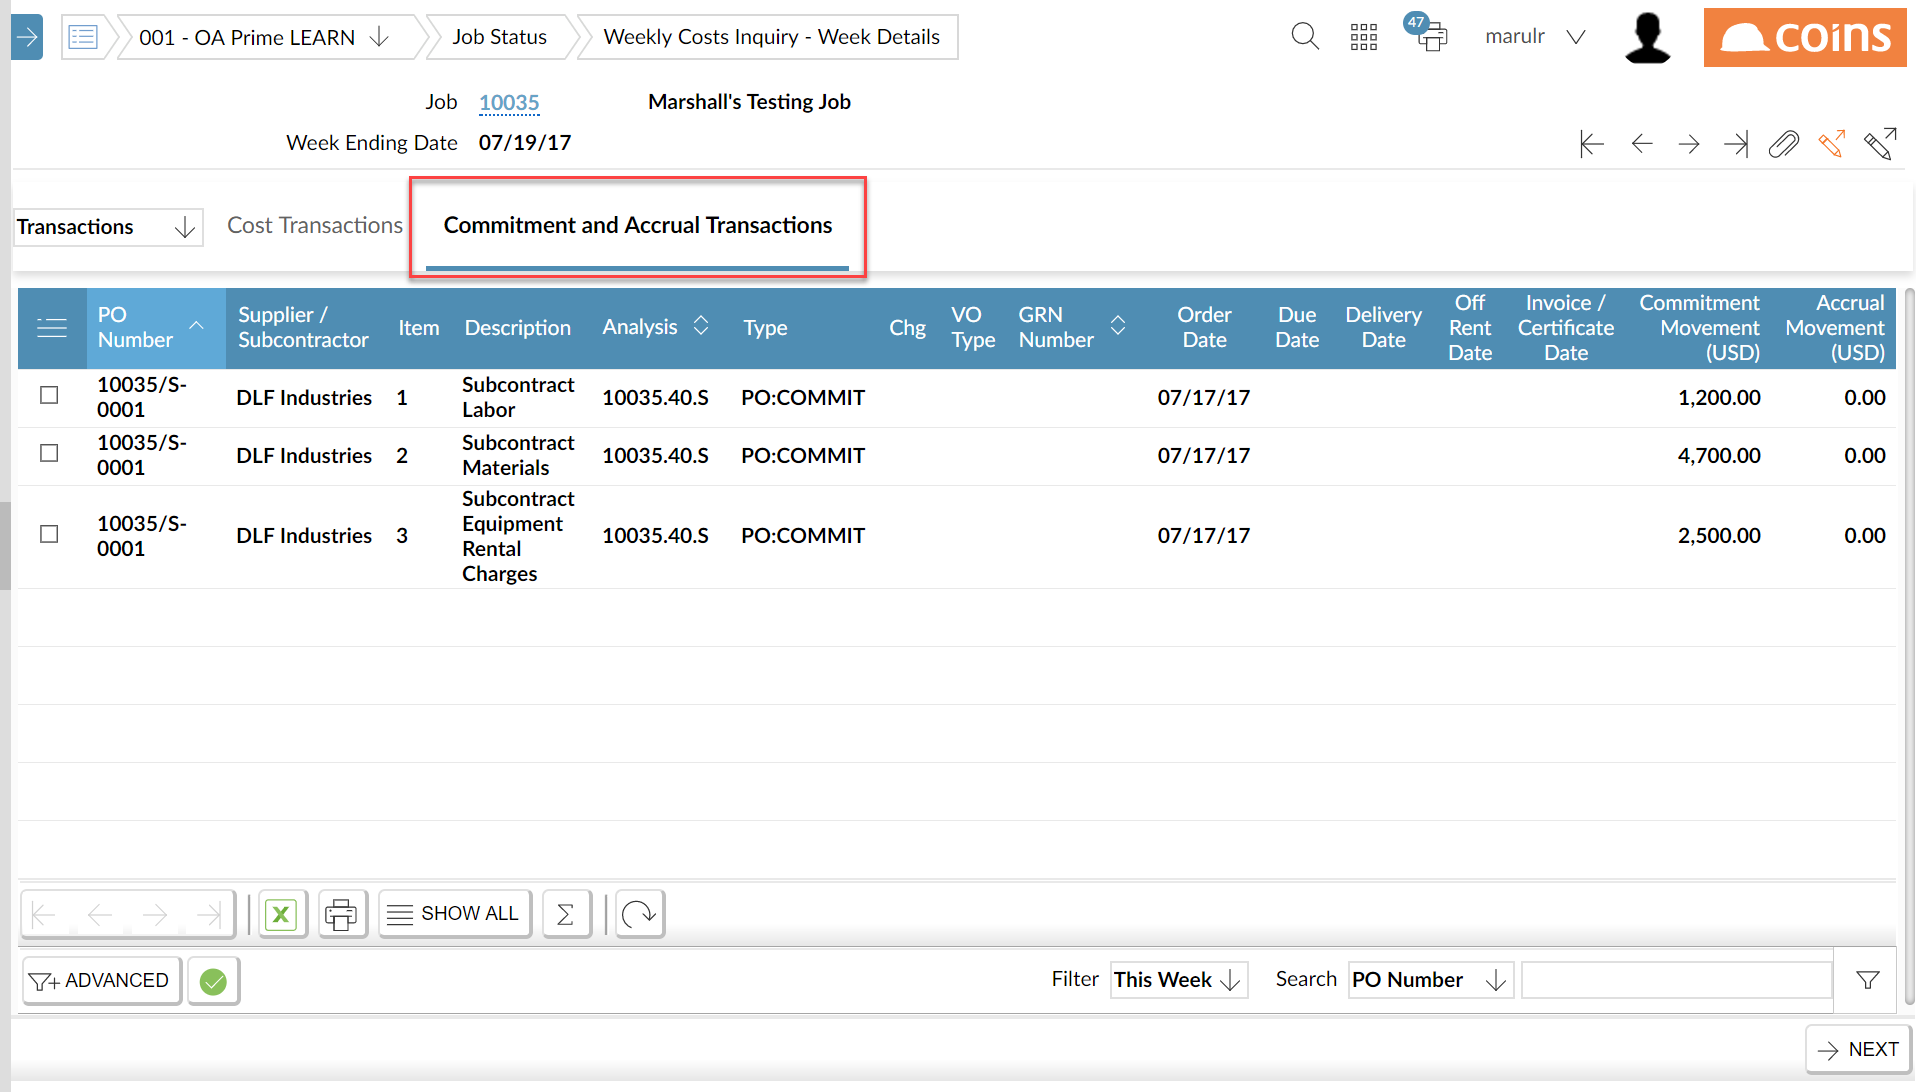 001 - OA Prime LEARN
Job Status
Weekly Costs Inquiry - Week Details
47
marulr
coins
Job 10035 Marshall's Testing Job
Week Ending Date 07/19/17
Transactions
Cost Transactions
Commitment and Accrual Transactions
PO
Number
Supplier /
Subcontractor
Item
Description
Analysis
Type
Chg
VO
Type
GRN
Number
Order
Date
Due
Date
Delivery
Date
Off
Rent
Date
Invoice /
Certificate
Date
Commitment
Movement
(USD)
Accrual
Movement
(USD)
10035/S-
0001
DLF Industries
1
Subcontract
Labor
10035.40.S
PO:COMMIT
07/17/17
1,200.00
0.00
10035/S-
0001
DLF Industries
2
Subcontract
Materials
10035.40.S
PO:COMMIT
07/17/17
4,700.00
0.00
10035/S-
0001
DLF Industries
3
Subcontract
Equipment
Rental
Charges
10035.40.S
PO:COMMIT
07/17/17
2,500.00
0.00
X
SHOW ALL
Σ
ADVANCED
Filter This Week
Search PO Number
NEXT